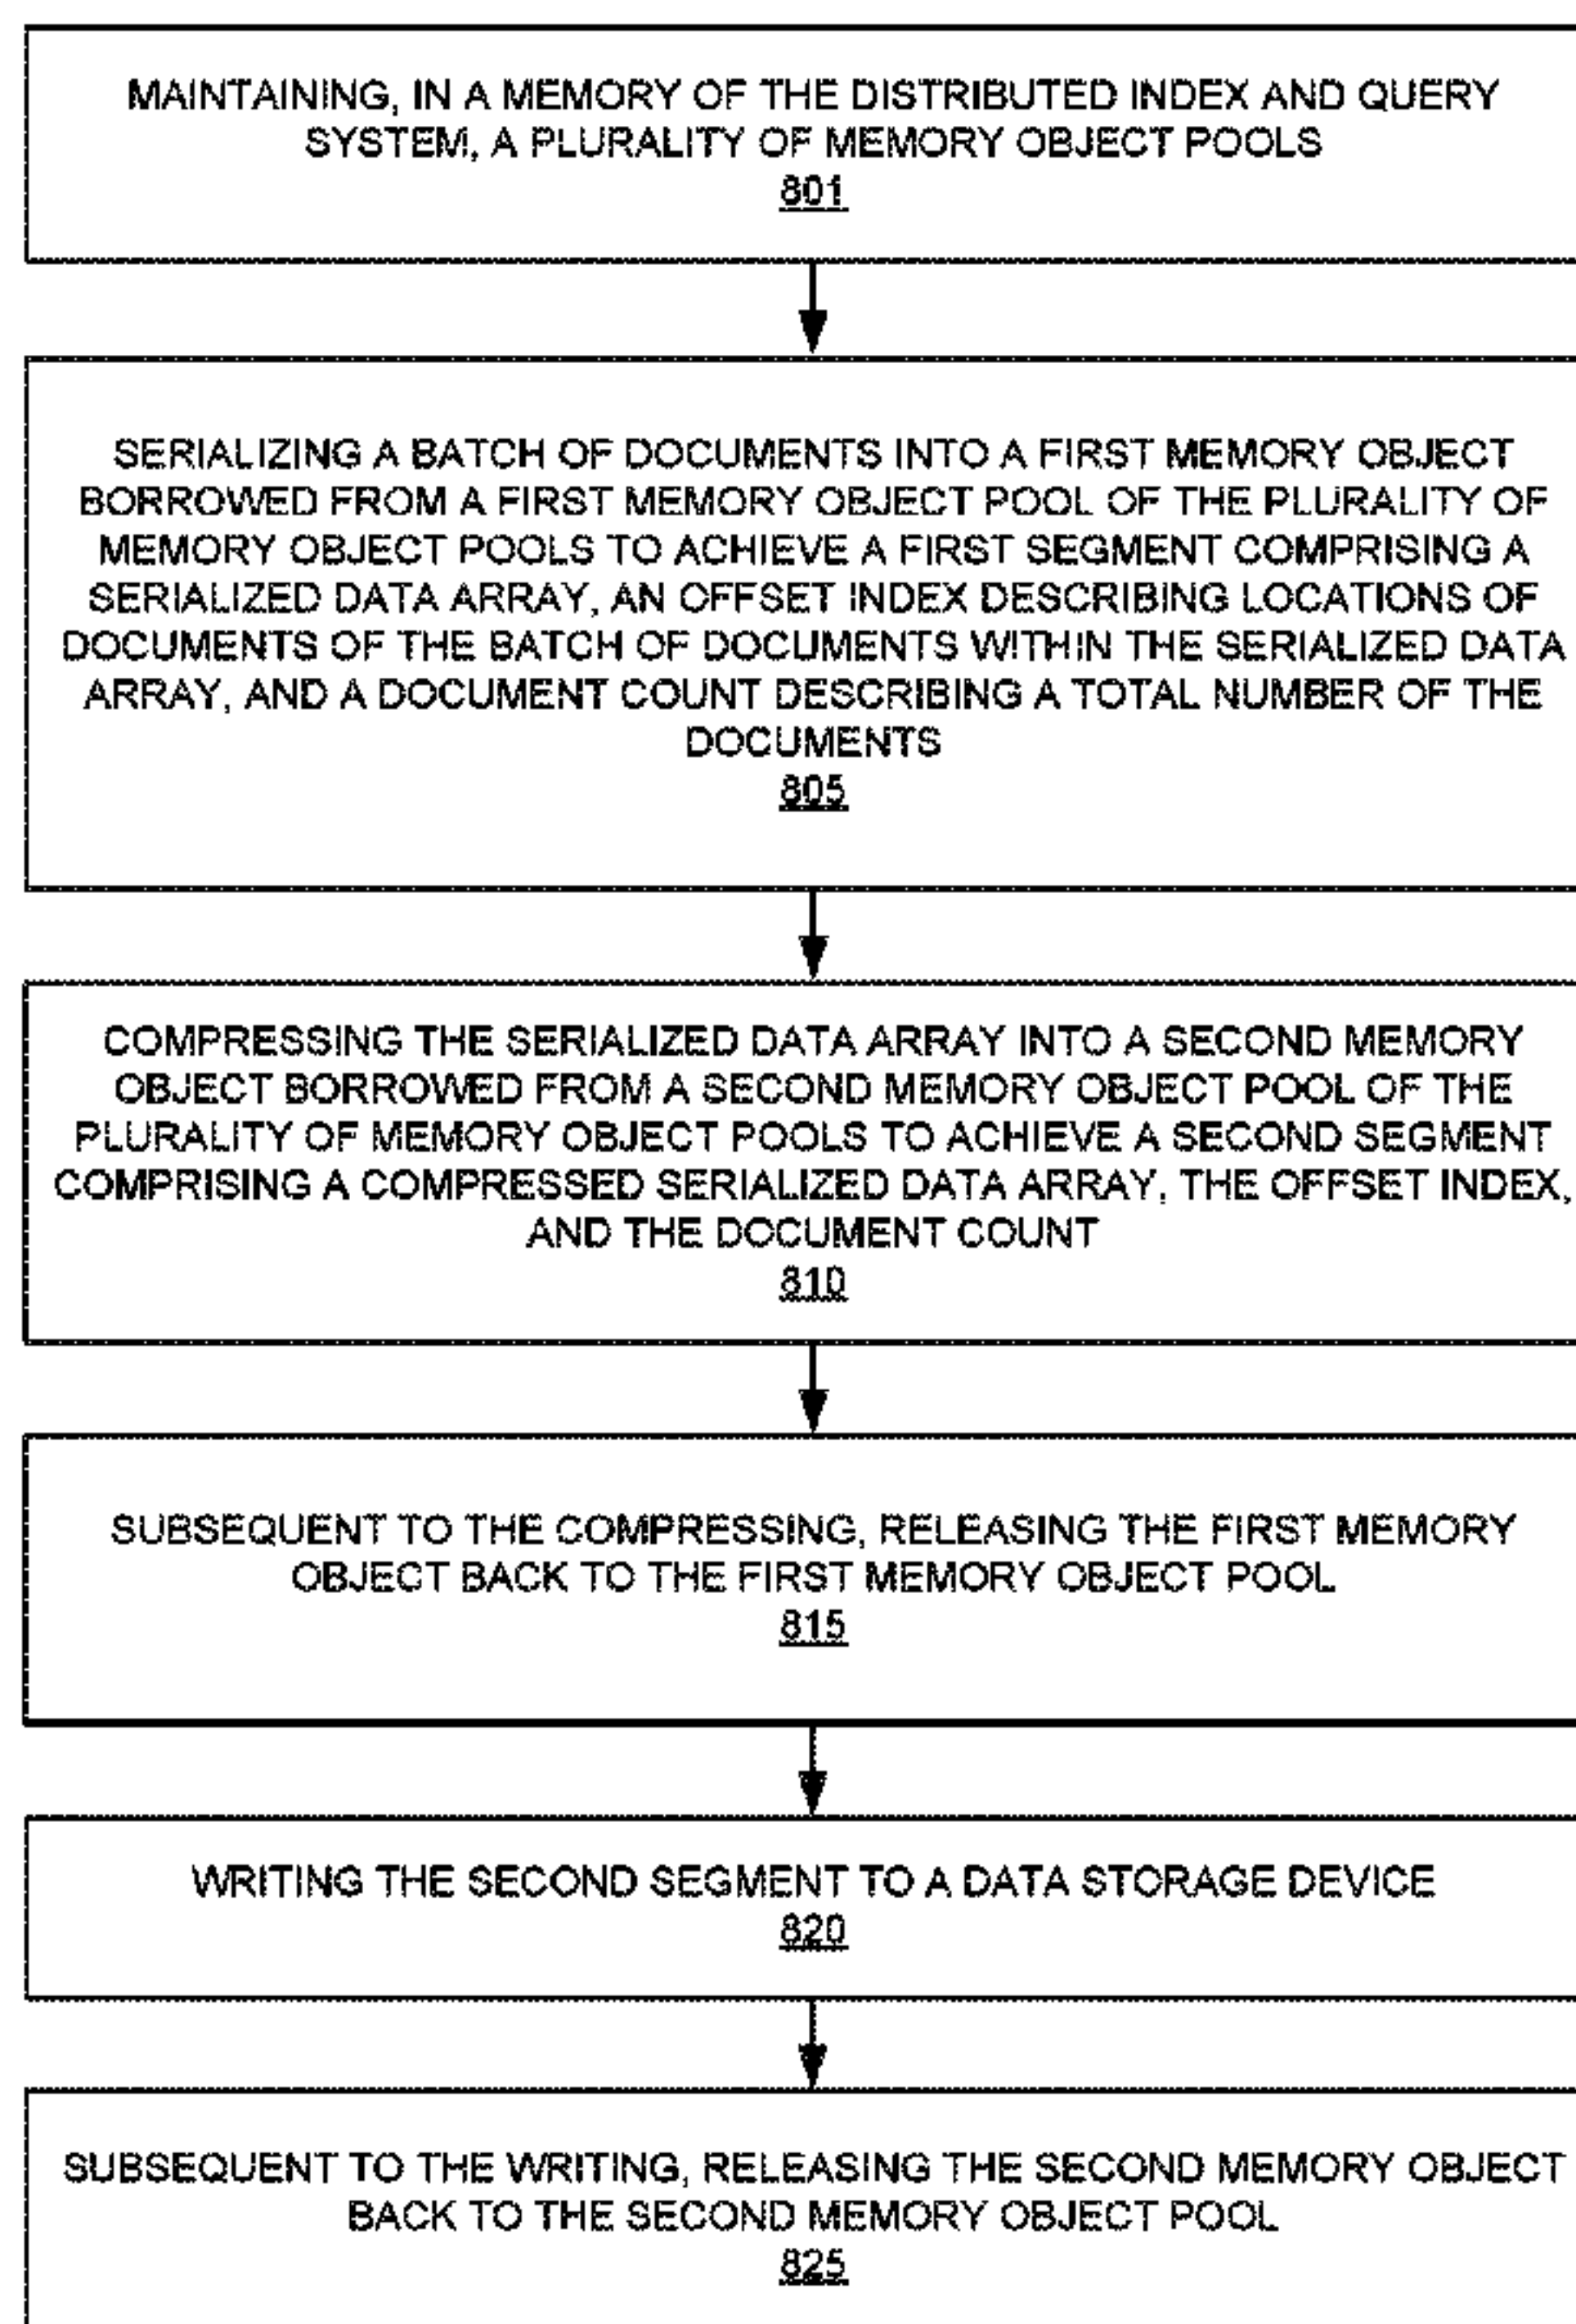 MAINTAINING, IN A MEMORY OF THE DISTRIBUTED INDEX AND QUERY
SYSTEM, A PLURALITY OF MEMORY OBJECT POOLS
801
SERIALIZING A BATCH OF DOCUMENTS INTO A FIRST MEMORY OBJECT
BORROWED FROM A FIRST MEMORY OBJECT POOL OF THE PLURALITY OF
MEMORY OBJECT POOLS TO ACHIEVE A FIRST SEGMENT COMPRISING A
SERIALIZED DATA ARRAY, AN OFFSET INDEX DESCRIBING LOCATIONS OF
DOCUMENTS OF THE BATCH OF DOCUMENTS WITHIN THE SERIALIZED DATA
ARRAY, AND A DOCUMENT COUNT DESCRIBING A TOTAL NUMBER OF THE
DOCUMENTS
805
COMPRESSING THE SERIALIZED DATA ARRAY INTO A SECOND MEMORY
OBJECT BORROWED FROM A SECOND MEMORY OBJECT POOL OF THE
PLURALITY OF MEMORY OBJECT POOLS TO ACHIEVE A SECOND SEGMENT
COMPRISING A COMPRESSED SERIALIZED DATA ARRAY, THE OFFSET INDEX,
AND THE DOCUMENT COUNT
810
SUBSEQUENT TO THE COMPRESSING, RELEASING THE FIRST MEMORY
OBJECT BACK TO THE FIRST MEMORY OBJECT POOL
815
WRITING THE SECOND SEGMENT TO A DATA STORAGE DEVICE
820
SUBSEQUENT TO THE WRITING, RELEASING THE SECOND MEMORY OBJECT
BACK TO THE SECOND MEMORY OBJECT POOL
825